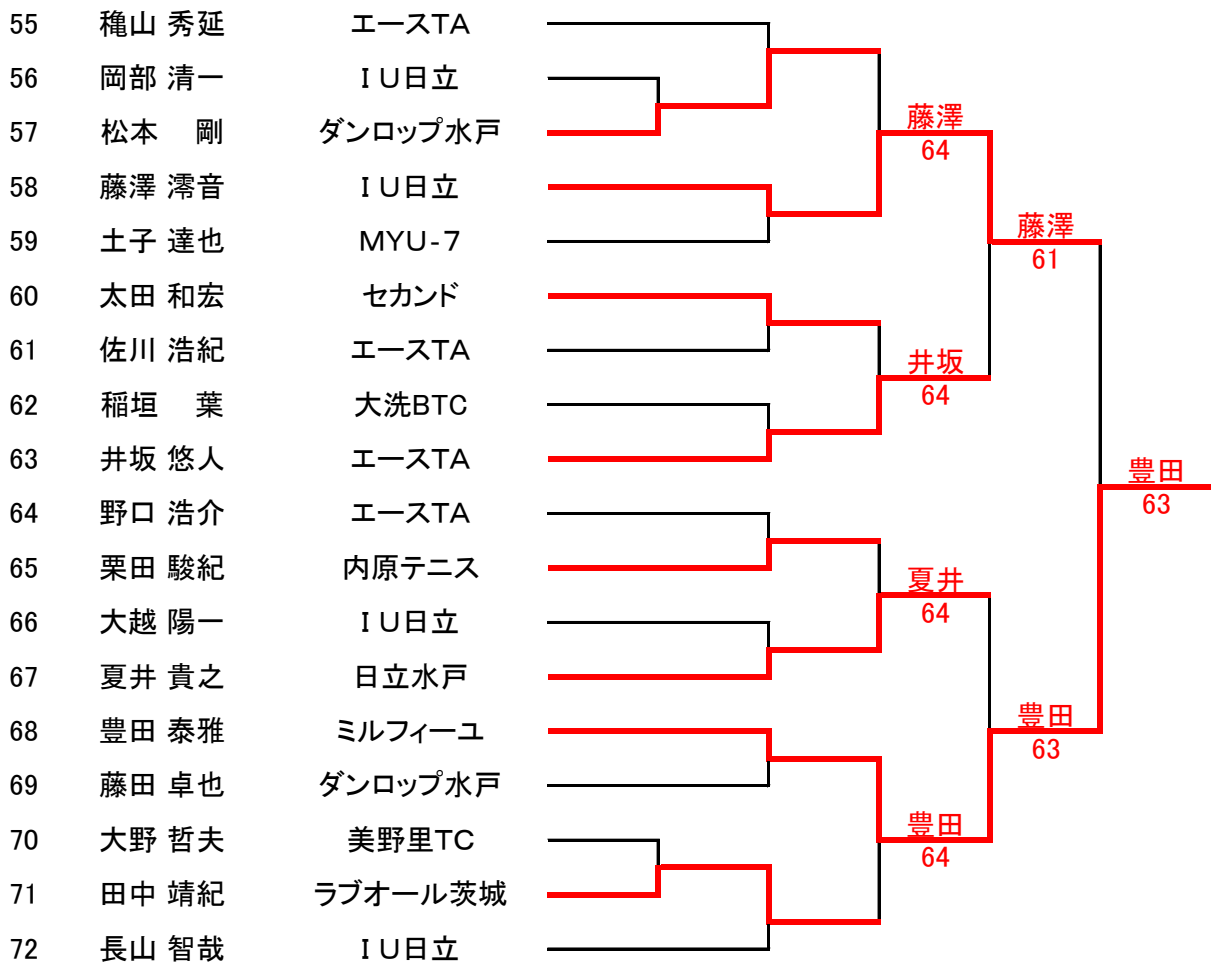 55 穐山 秀延 エースTA
56 岡部 清一 ＩＵ日立
57 松本 剛 ダンロップ水戸
藤澤
64
58 藤澤 澪音 ＩＵ日立
59 土子 達也 MYU-7
藤澤
61
60 太田 和宏 セカンド
61 佐川 浩紀 エースTA
井坂
64
62 稲垣 葉 大洗BTC
63 井坂 悠人 エースTA
豊田
63
64 野口 浩介 エースTA
65 栗田 駿紀 内原テニス
夏井
64
66 大越 陽一 ＩＵ日立
67 夏井 貴之 日立水戸
68 豊田 泰雅 ミルフィーユ
豊田
63
69 藤田 卓也 ダンロップ水戸
70 大野 哲夫 美野里TC
豊田
64
71 田中 靖紀 ラブオール茨城
72 長山 智哉 ＩＵ日立